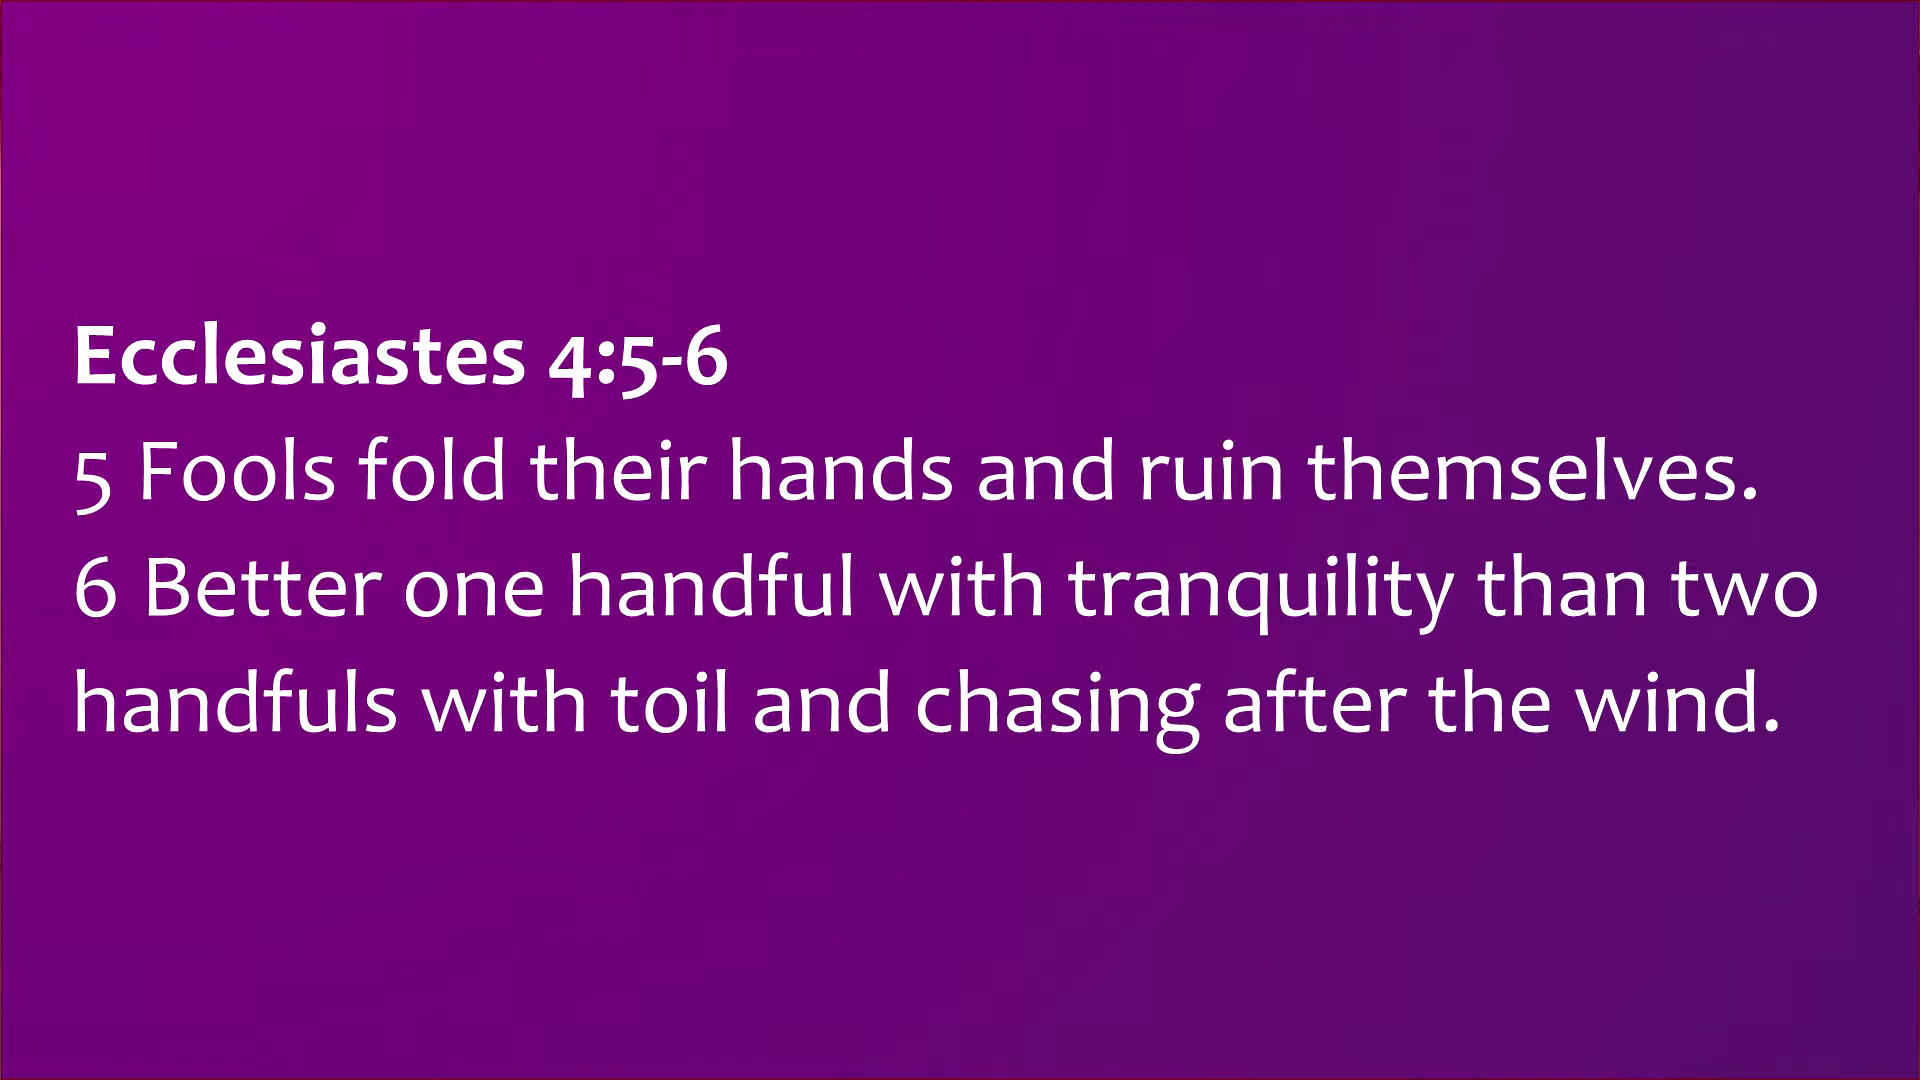 Ecclesiastes 4:5-6
5 Fools fold their hands and ruin themselves.
6 Better one handful with tranquility than two
handfuls with toil and chasing after the wind.